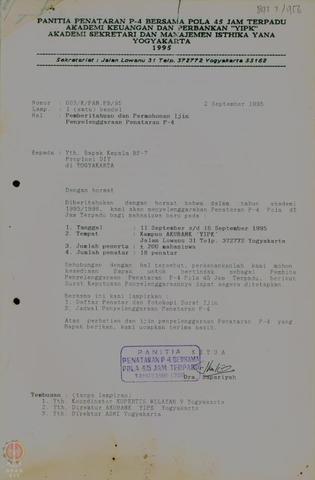 PANITIA PENATARAN P-4 BERSAMA POLA 45 JAM TERPADU
AKADEMI KEUANGAN DAN PERBANKAN "YIPK"
AKADEMI SEKRETARI DAN MANAJEMEN ISTHIKA YANA
YOGYAKARTA
1995
Sekretariat : Jalan Lowanu 31 Telp. 372772 Yogyakarta 55162
Nomor : 003/K/PAN.PB/95 2 September 1995
Lamp. : 1 (satu) bendel
Hal : Pemberitahuan dan Permohonan Ijin
Penyelenggaraan Penataran P-4
Kepada : Yth. Bapak Kepala BP-7
Propinsi DIY
di YOGYAKARTA
Dengan hormat
Diberitahukan dengan hormat bahwa dalam tahun akademi
1995/1996, kami akan menyelenggarakan Penataran P-4 Pola 45
Jam Terpadu bagi mahasiswa baru pada :
1. Tanggal : 11 September s/d 16 September 1995
2. Tempat : Kampus AKUBANK "YIPK"
Jalan Lowanu 31 Telp. 372772 Yogyakarta
3. Jumlah peserta : ± 200 mahasiswa
4. Jumlah penatar : 18 penatar
Sehubungan dengan hal tersebut, perkenankanlah kami mohon
kesediaan Bapak untuk bertindak sebagai Pembina
Penyelenggaraan Penataran P-4 Pola 45 Jam Terpadu, berikut
Surat Keputusan Penyelenggaraannya dapat segera ditetapkan.
Bersama ini kami lampirkan :
1. Daftar Penatar dan Fotokopi Surat Ijin
2. Jadwal Penyelenggaraan Penataran P-4
Atas perhatian dan ijin penyelenggaraan Penataran P-4 yang
Bapak berikan, kami ucapkan terima kasih.
PANITIA KETUA
PENATARAN P-4 BERSAMA
POLA 45 JAM TERPADU
Dra. Supariyah
Tembusan : (tanpa lampiran)
1. Yth. Koordinator KOPERTIS WILAYAH V Yogyakarta
2. Yth. Direktur AKUBANK YIPK Yogyakarta
3. Yth. Direktur ASMI Yogyakarta